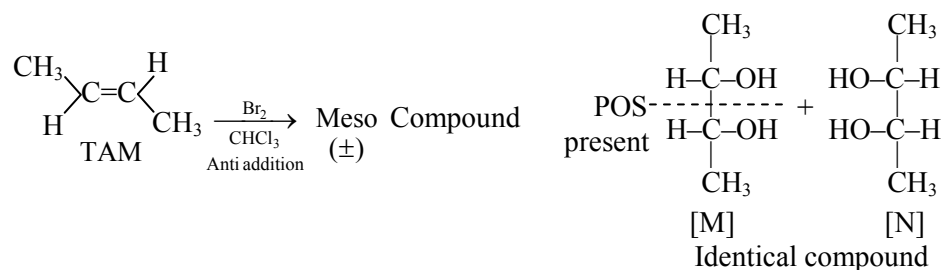 CH₃ H
C=C
H CH₃
TAM
Br₂
CHCl₃
Anti addition
Meso Compound
(±)
CH₃ CH₃
H–C–OH HO–C–H
POS +
H–C–OH HO–C–H
present
CH₃ CH₃
[M] [N]
Identical compound